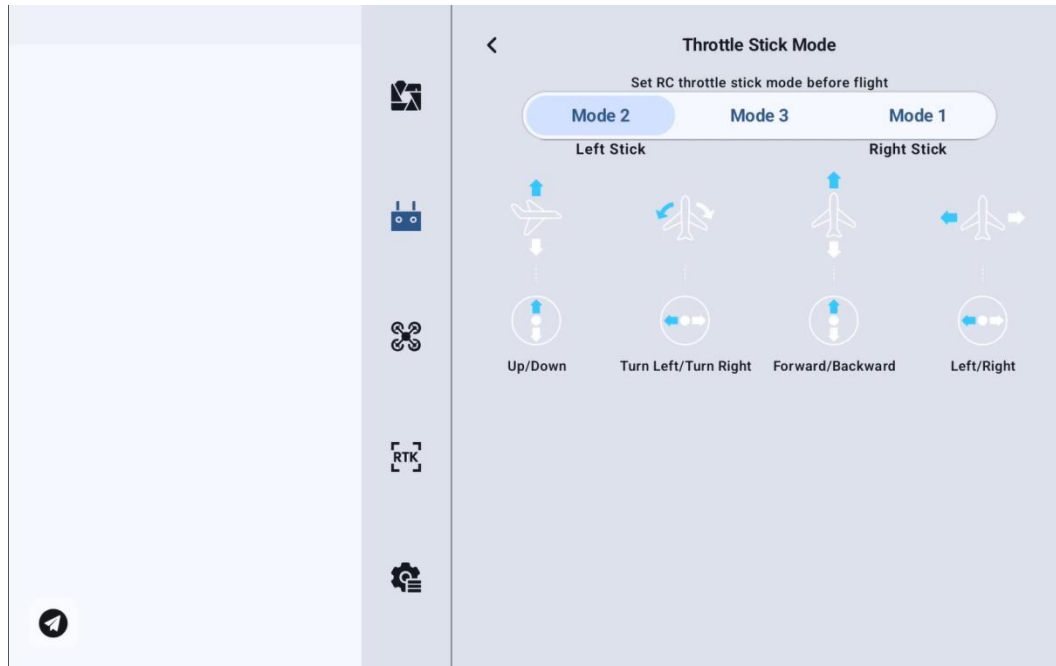 Throttle Stick Mode
Set RC throttle stick mode before flight
Mode 2 Mode 3 Mode 1
Left Stick Right Stick
RTK
Up/Down Turn Left/Turn Right Forward/Backward Left/Right